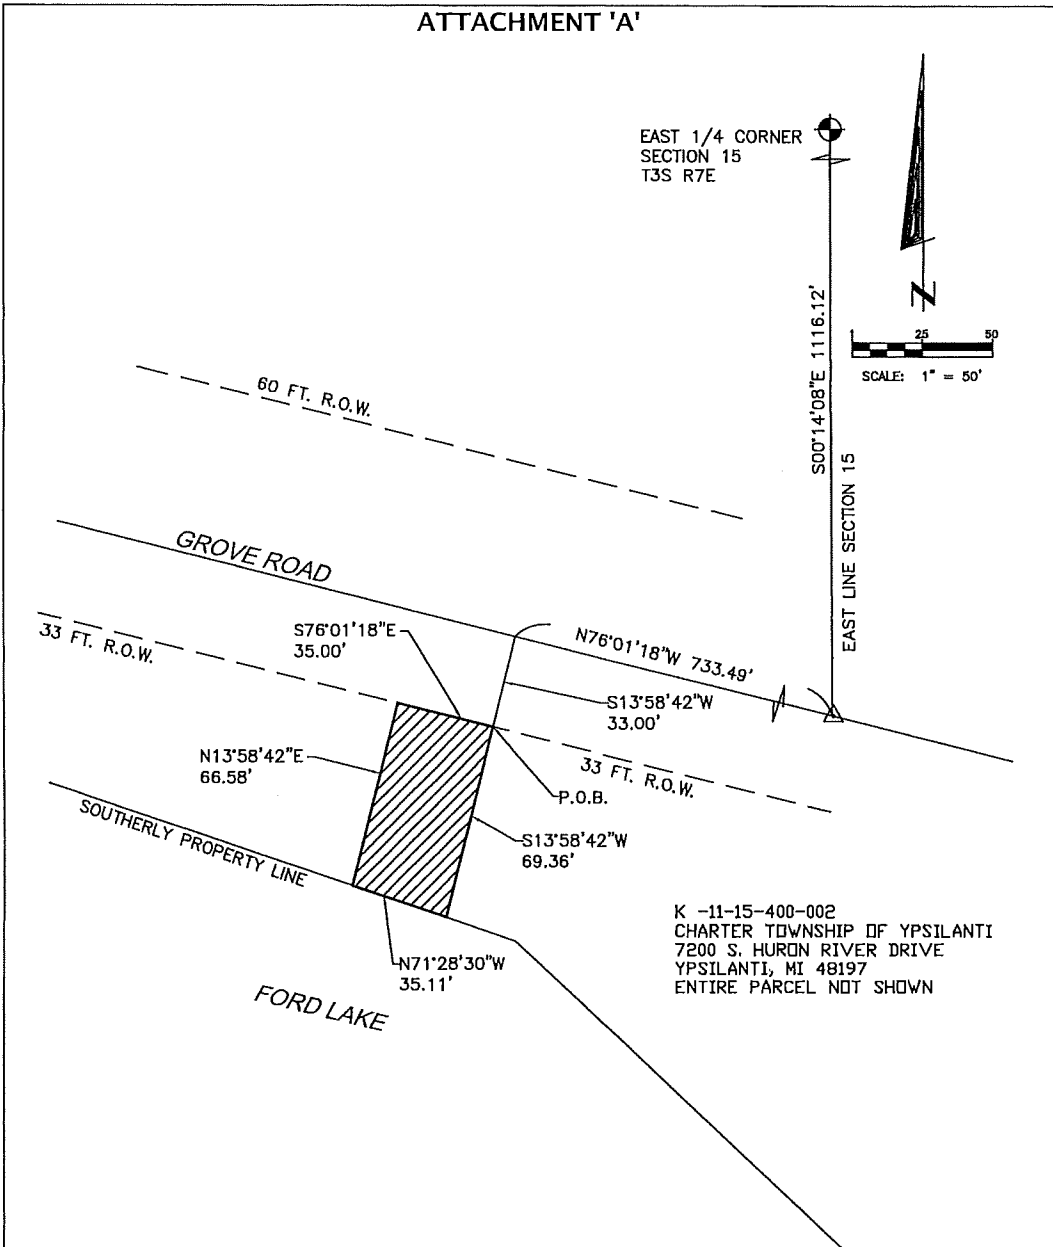 ATTACHMENT 'A'
EAST 1/4 CORNER
SECTION 15
T3S R7E
S00°14'08"E 1116.12'
EAST LINE SECTION 15
N
1 25 50
SCALE: 1" = 50'
60 FT. R.O.W.
GROVE ROAD
33 FT. R.O.W.
S76°01'18"E
35.00'
N76°01'18"W 733.49'
S13°58'42"W
33.00'
33 FT. R.O.W.
N13°58'42"E
66.58'
P.O.B.
S13°58'42"W
69.36'
SOUTHERLY PROPERTY LINE
N71°28'30"W
35.11'
FORD LAKE
K -11-15-400-002
CHARTER TOWNSHIP OF YPSILANTI
7200 S. HURON RIVER DRIVE
YPSILANTI, MI 48197
ENTIRE PARCEL NOT SHOWN